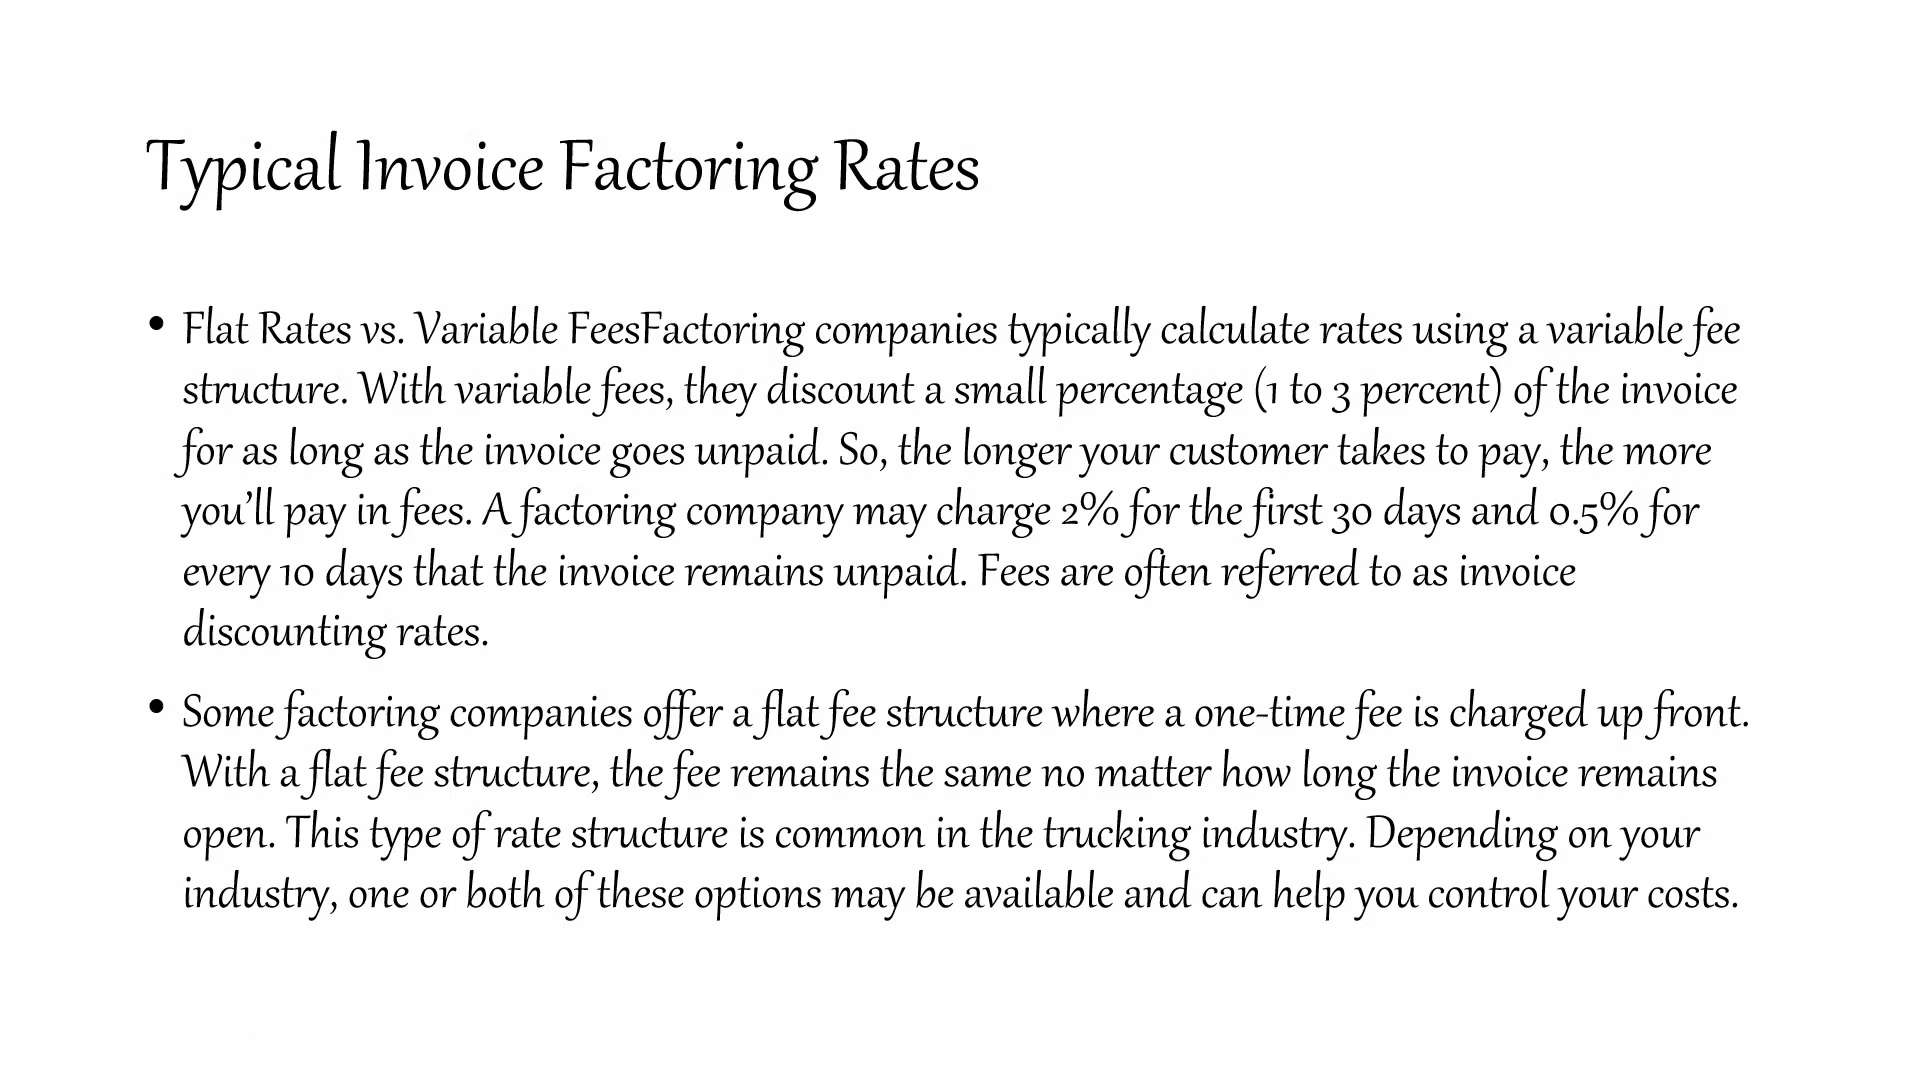 Typical Invoice Factoring Rates
• Flat Rates vs. Variable FeesFactoring companies typically calculate rates using a variable fee
structure. With variable fees, they discount a small percentage (1 to 3 percent) of the invoice
for as long as the invoice goes unpaid. So, the longer your customer takes to pay, the more
you’ll pay in fees. A factoring company may charge 2% for the first 30 days and 0.5% for
every 10 days that the invoice remains unpaid. Fees are often referred to as invoice
discounting rates.
• Some factoring companies offer a flat fee structure where a one-time fee is charged up front.
With a flat fee structure, the fee remains the same no matter how long the invoice remains
open. This type of rate structure is common in the trucking industry. Depending on your
industry, one or both of these options may be available and can help you control your costs.